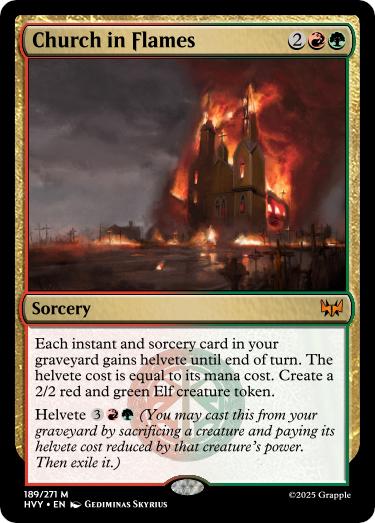 Church in Flames 2
Sorcery
Each instant and sorcery card in your
graveyard gains helvete until end of turn. The
helvete cost is equal to its mana cost. Create a
2/2 red and green Elf creature token.
Helvete 3 (You may cast this from your
graveyard by sacrificing a creature and paying its
helvete cost reduced by that creature's power.
Then exile it.)
189/271 M
HVY • EN Gediminas Skyrius
©2025 Grapple